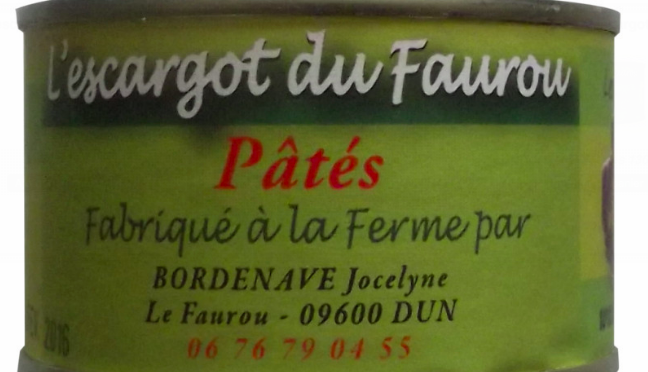 L'escargot du Faurou
Pâtés
Fabriqué à la Ferme par
BORDENAVE Jocelyne
Le Faurou - 09600 DUN
06 76 79 04 55
2016